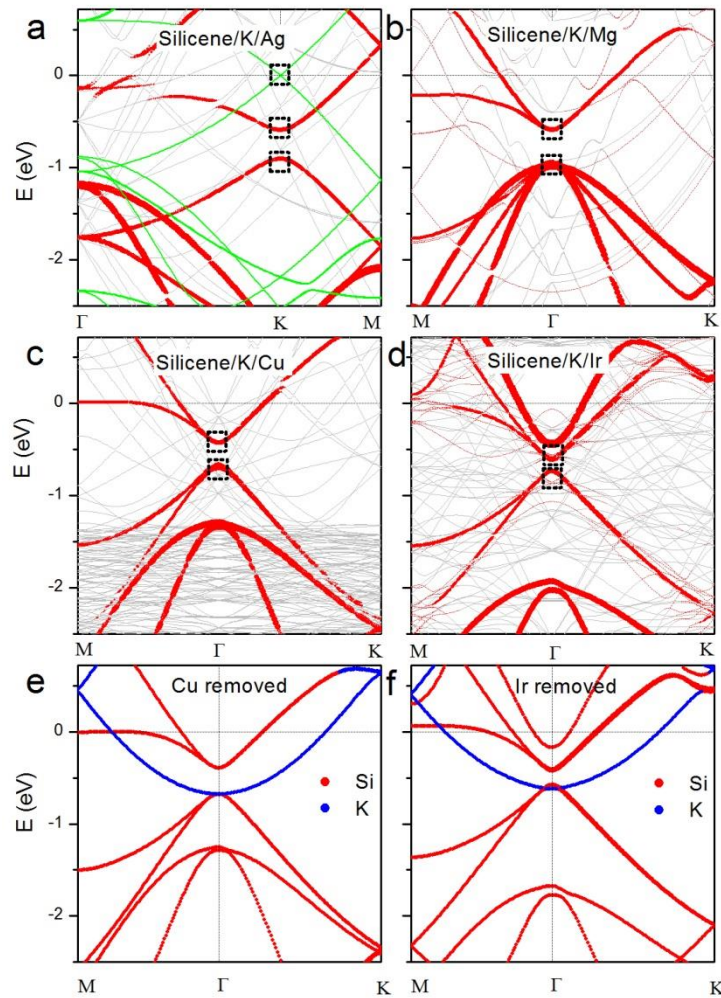 a Silicene/K/Ag
b Silicene/K/Mg
E (eV)
0
-1
-2
Γ K M
M Γ K
c Silicene/K/Cu
d Silicene/K/Ir
E (eV)
0
-1
-2
M Γ K
M Γ K
e Cu removed
f Ir removed
E (eV)
0
-1
-2
Si
K
Si
K
M Γ K
M Γ K